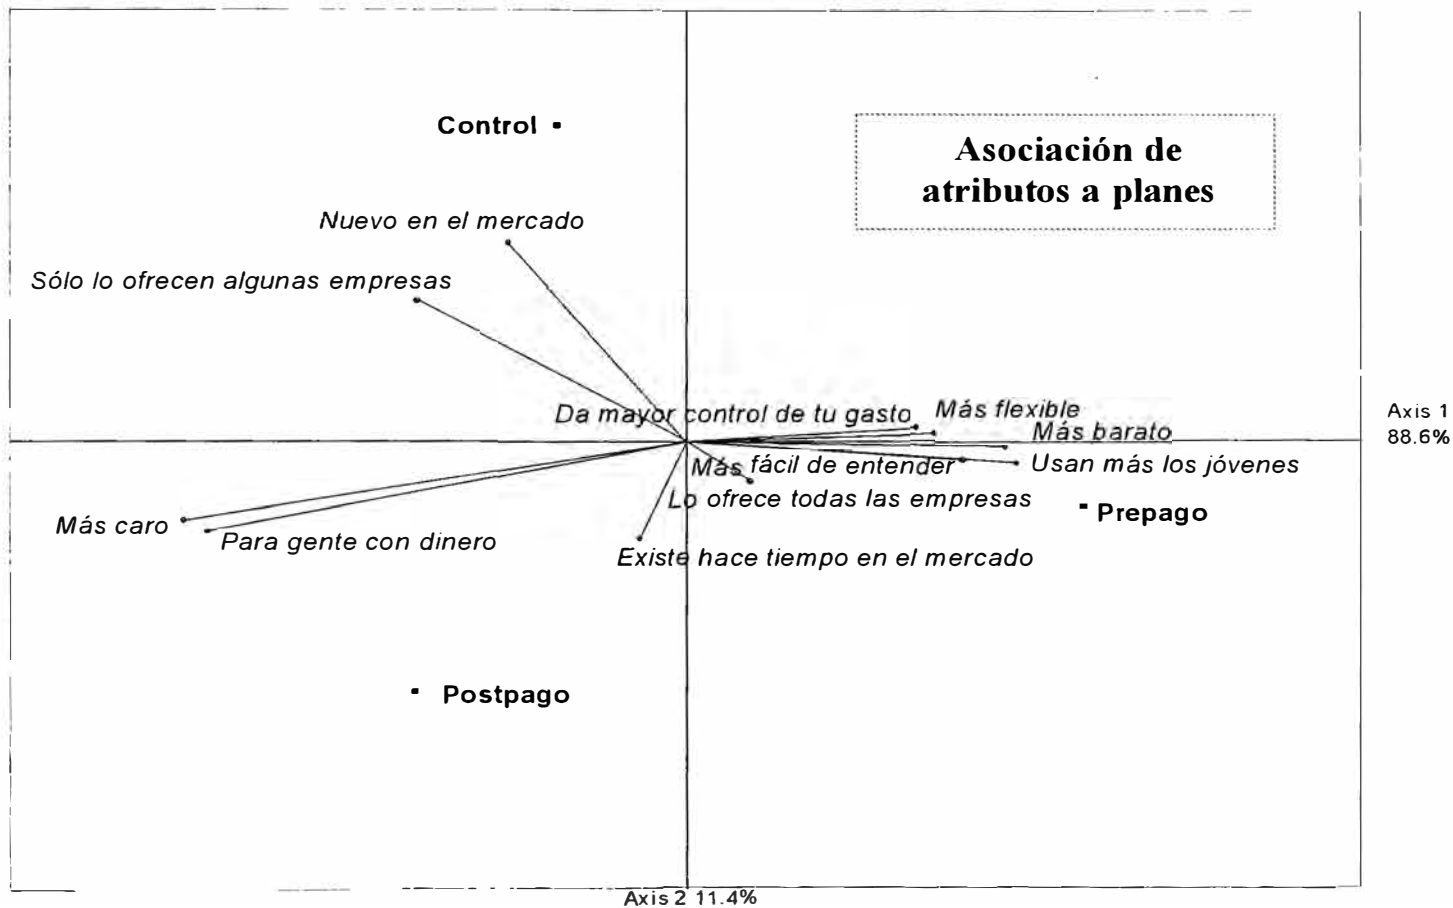 Control
Asociación de
atributos a planes
Nuevo en el mercado
Sólo lo ofrecen algunas empresas
Da mayor control de tu gasto
Más flexible
Axis 1
88.6%
Más barato
Más fácil de entender
Usan más los jóvenes
Lo ofrece todas las empresas
Prepago
Más caro
Para gente con dinero
Existe hace tiempo en el mercado
Postpago
Axis 2 11.4%